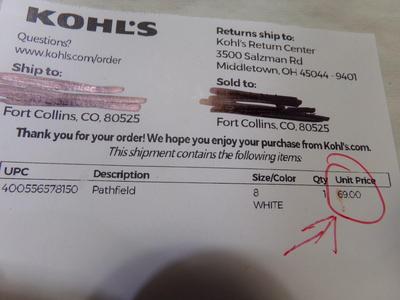 KOHL'S
Questions?
www.kohls.com/order
Returns ship to:
Kohl's Return Center
3500 Salzman Rd
Middletown, OH 45044 - 9401
Ship to:
Fort Collins, CO, 80525
Sold to:
Fort Collins, CO, 80525
Thank you for your order! We hope you enjoy your purchase from Kohl's.com.
This shipment contains the following items:
UPC Description Size/Color Qty Unit Price
400556578150 Pathfield 8 1 69.00
WHITE